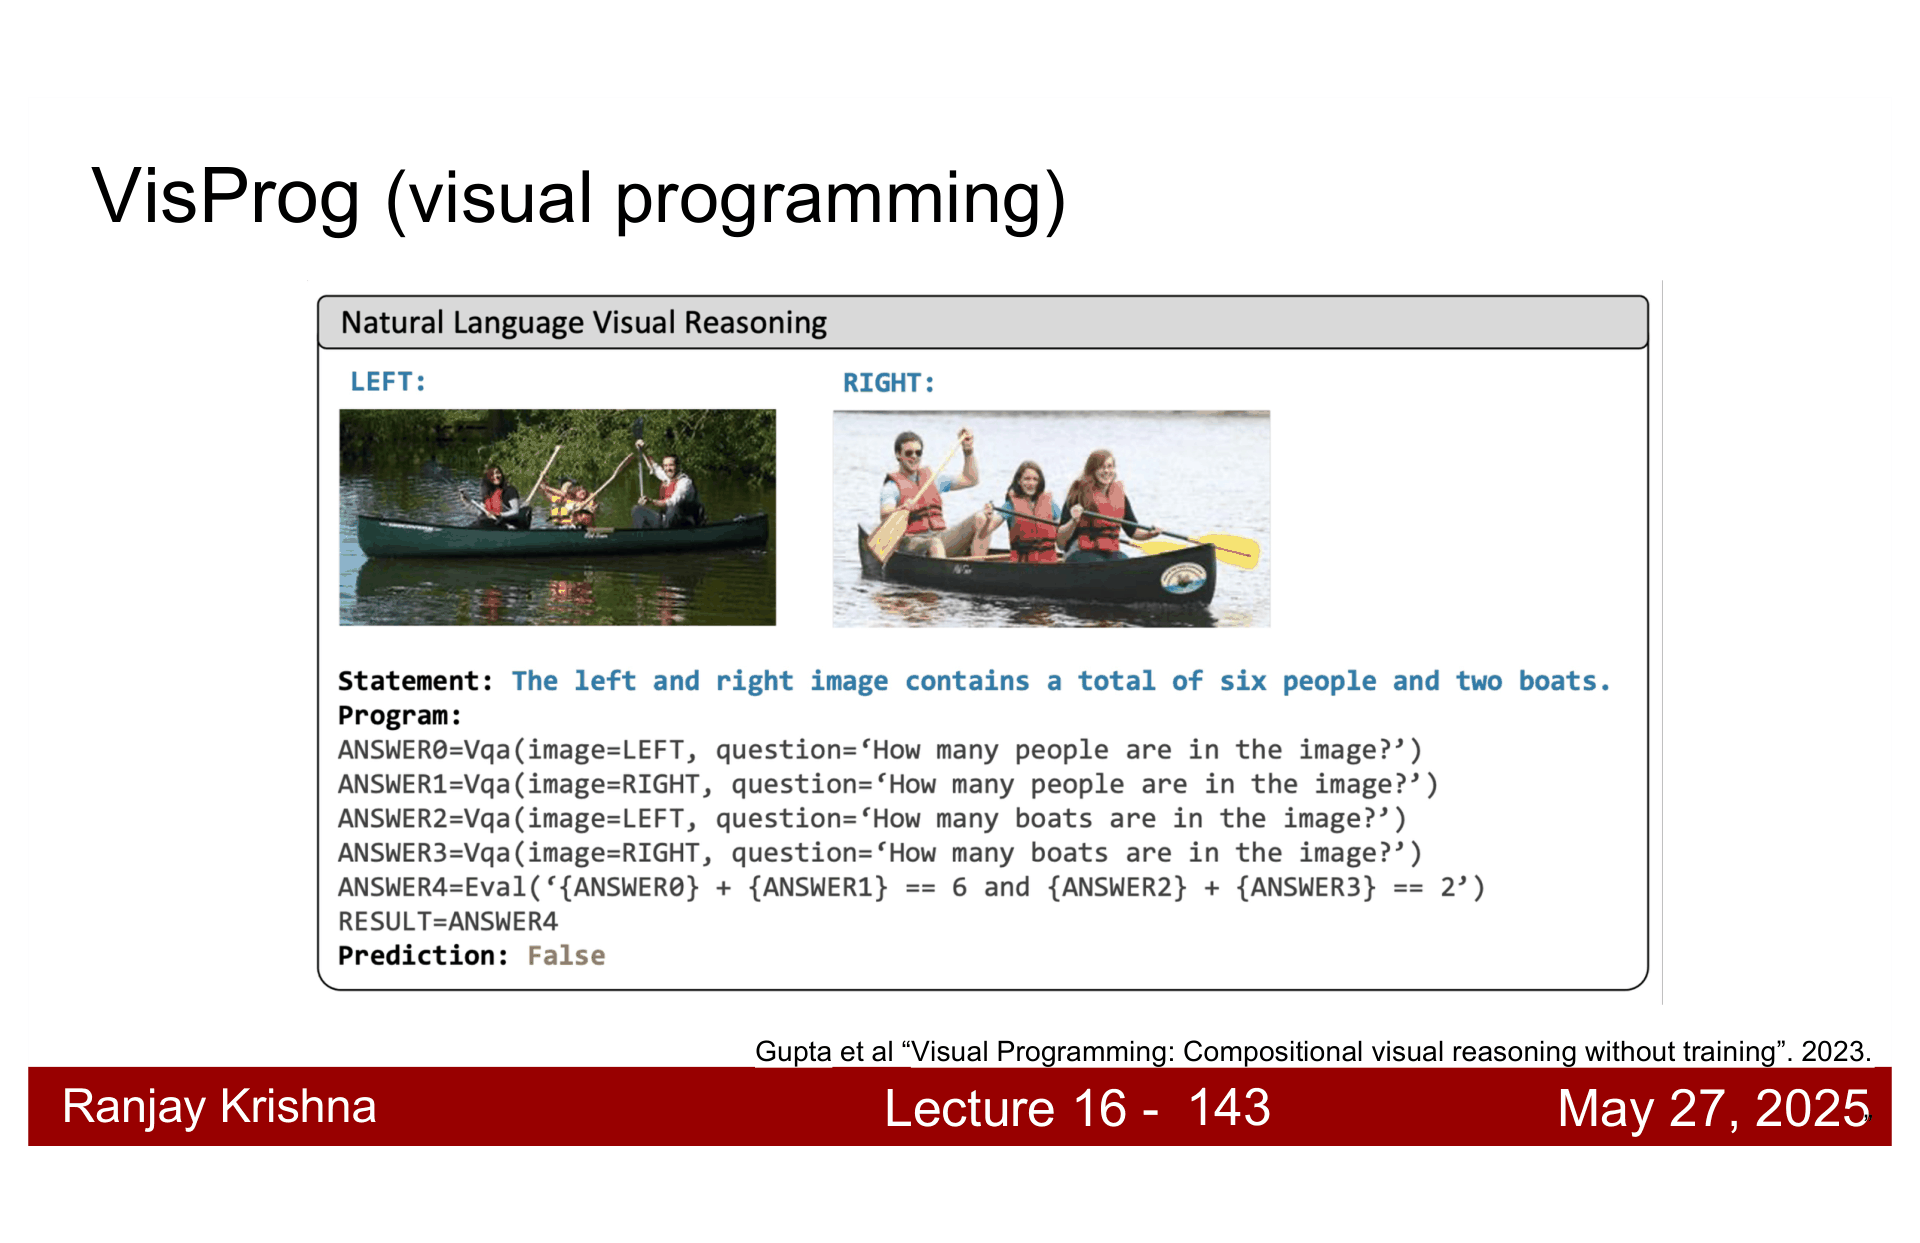 VisProg (visual programming)
Natural Language Visual Reasoning
LEFT:
RIGHT:
Statement: The left and right image contains a total of six people and two boats.
Program:
ANSWER0=Vqa(image=LEFT, question=‘How many people are in the image?’)
ANSWER1=Vqa(image=RIGHT, question=‘How many people are in the image?’)
ANSWER2=Vqa(image=LEFT, question=‘How many boats are in the image?’)
ANSWER3=Vqa(image=RIGHT, question=‘How many boats are in the image?’)
ANSWER4=Eval(‘{ANSWER0} + {ANSWER1} == 6 and {ANSWER2} + {ANSWER3} == 2’)
RESULT=ANSWER4
Prediction: False
Gupta et al “Visual Programming: Compositional visual reasoning without training”. 2023.
Ranjay Krishna
Lecture 16 - 143
May 27, 2025